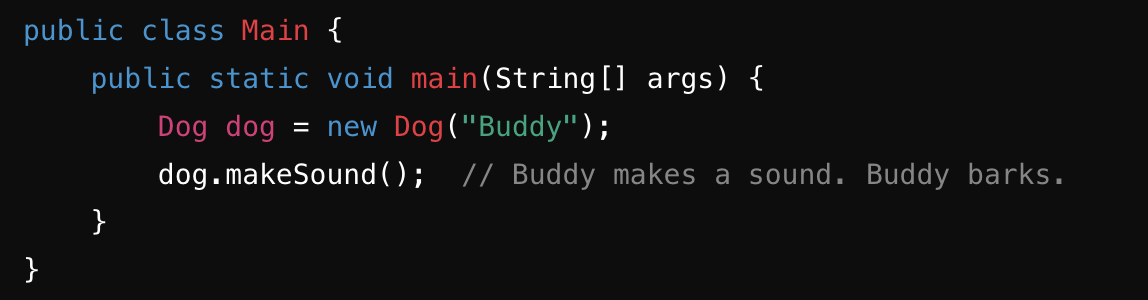 public class Main {
    public static void main(String[] args) {
        Dog dog = new Dog("Buddy");
        dog.makeSound();  // Buddy makes a sound. Buddy barks.
    }
}